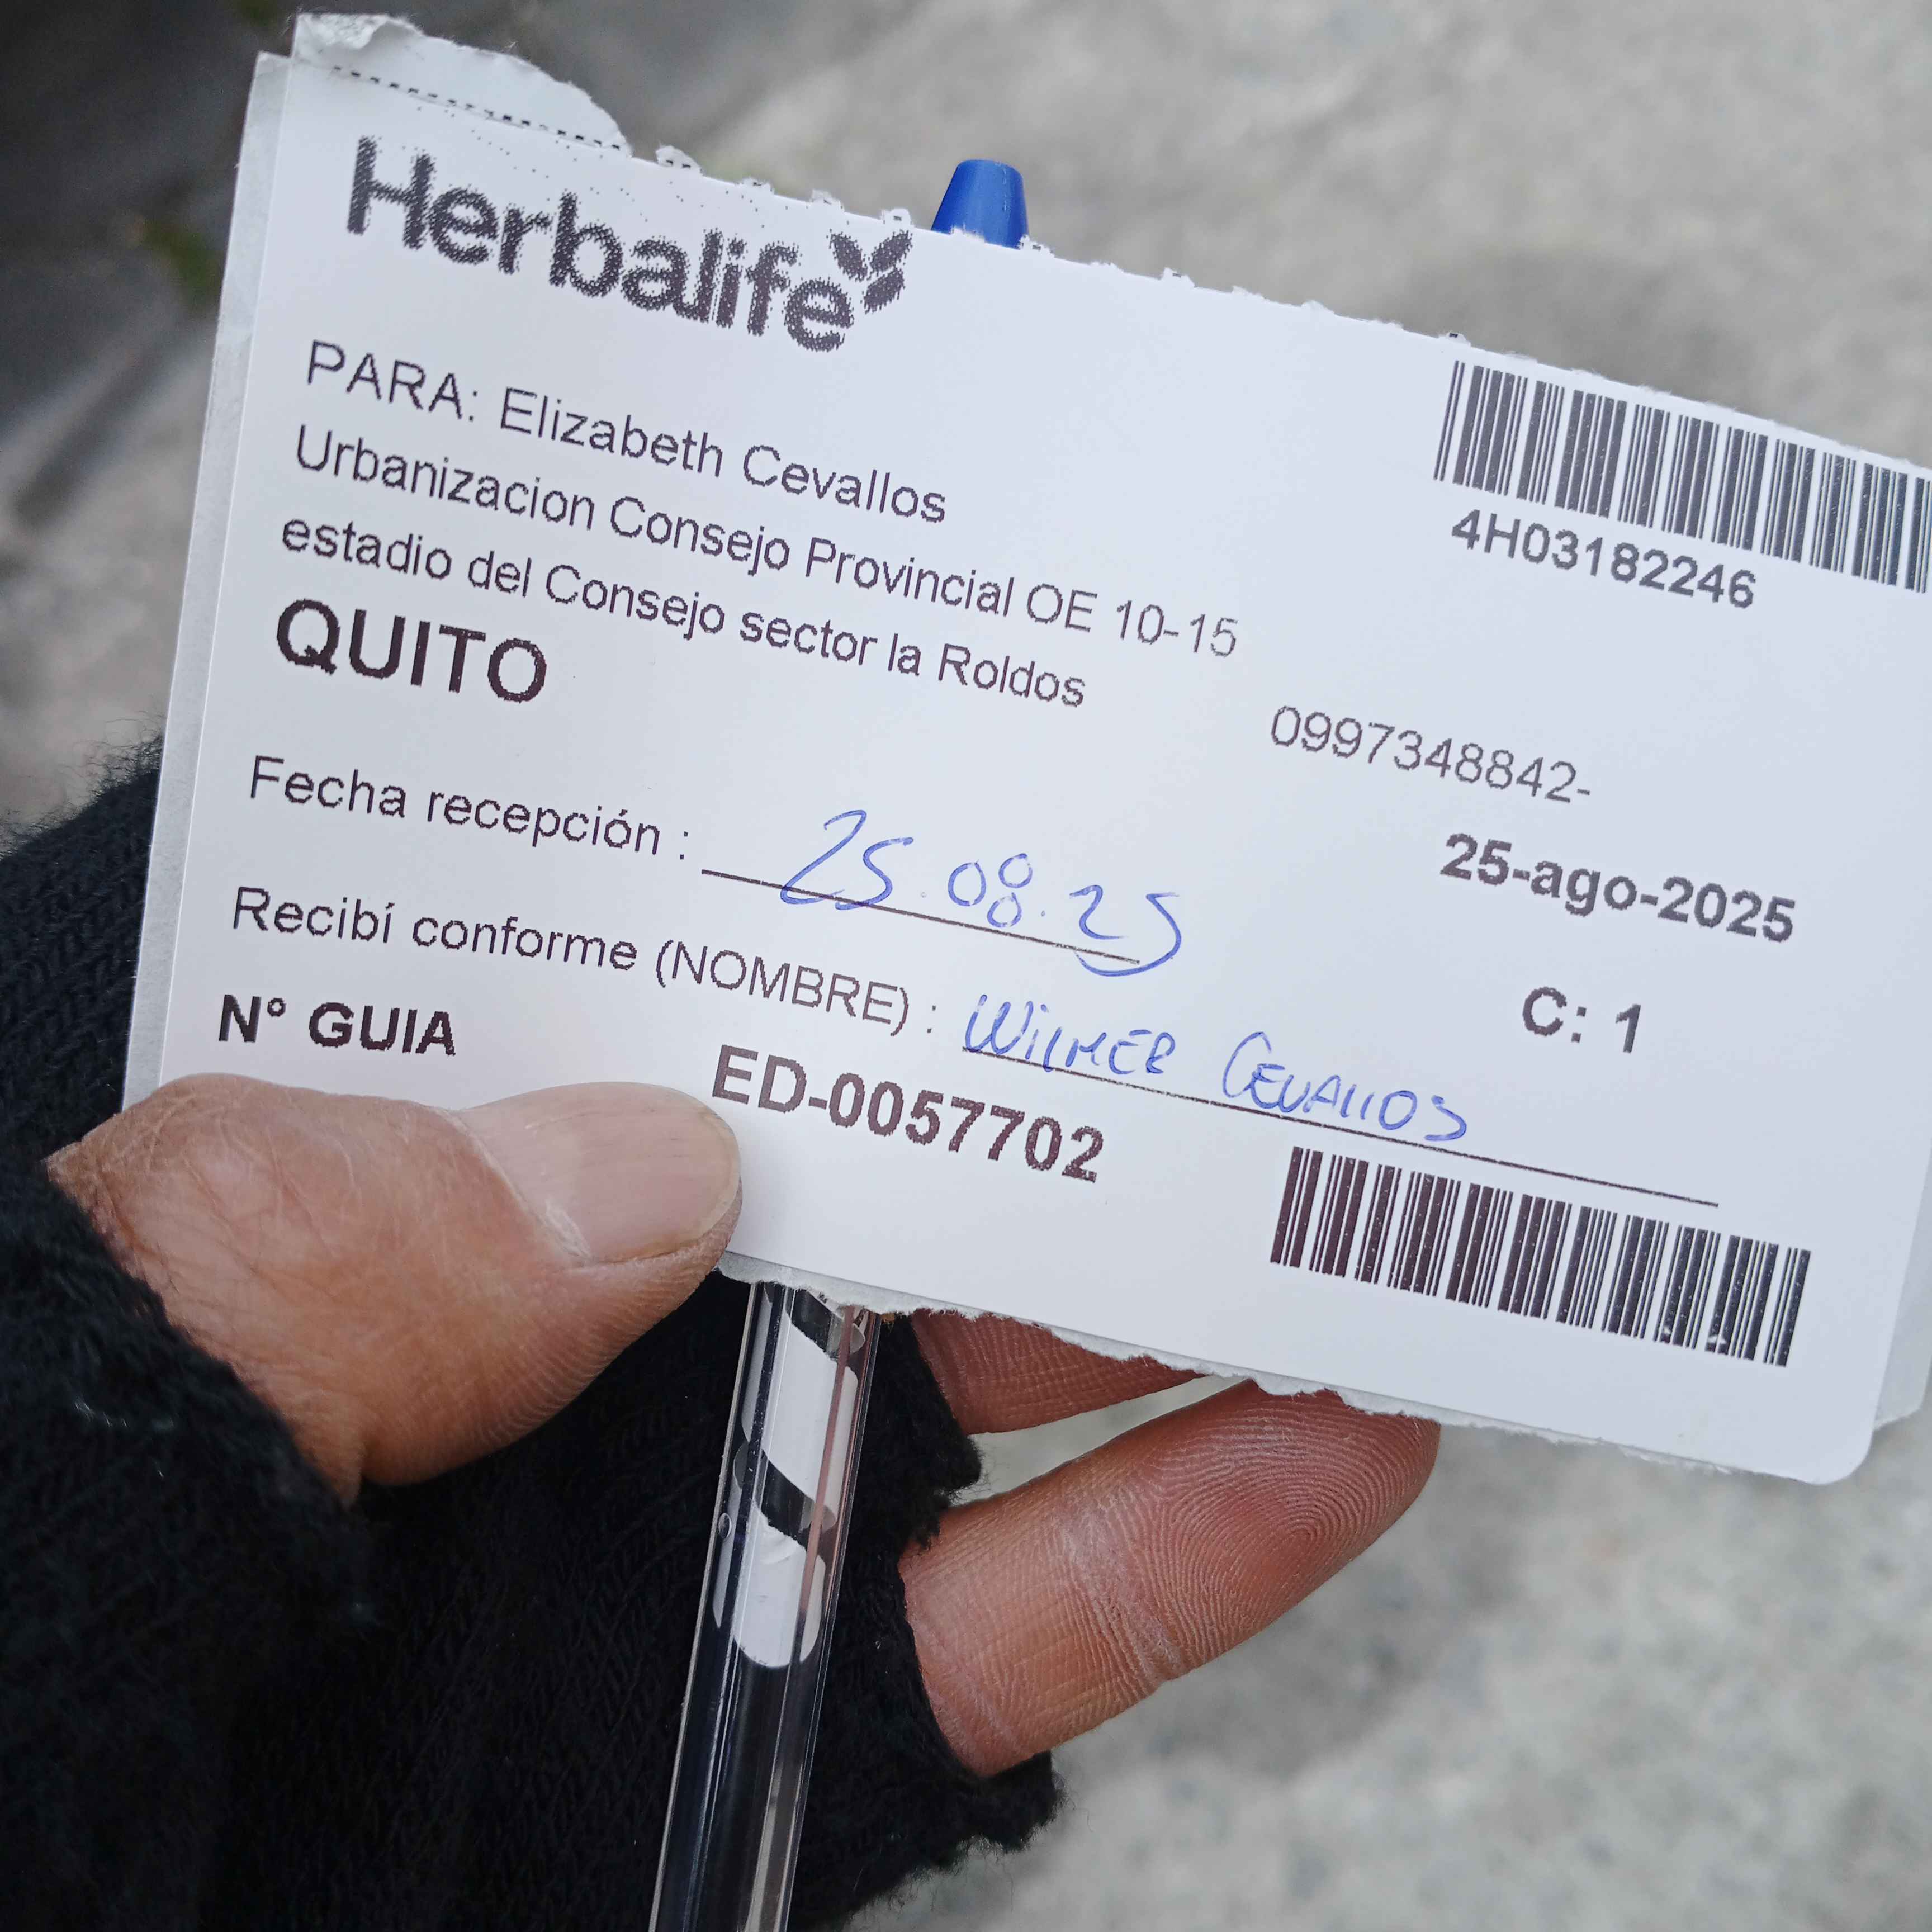 Herbalife
PARA: Elizabeth Cevallos
Urbanizacion Consejo Provincial OE 10-15
estadio del Consejo sector la Roldos
QUITO
4H03182246
0997348842-
25-ago-2025
Fecha recepción : 25.08.25
C: 1
Recibí conforme (NOMBRE) : WilMER CEVAllOS
N° GUIA ED-0057702